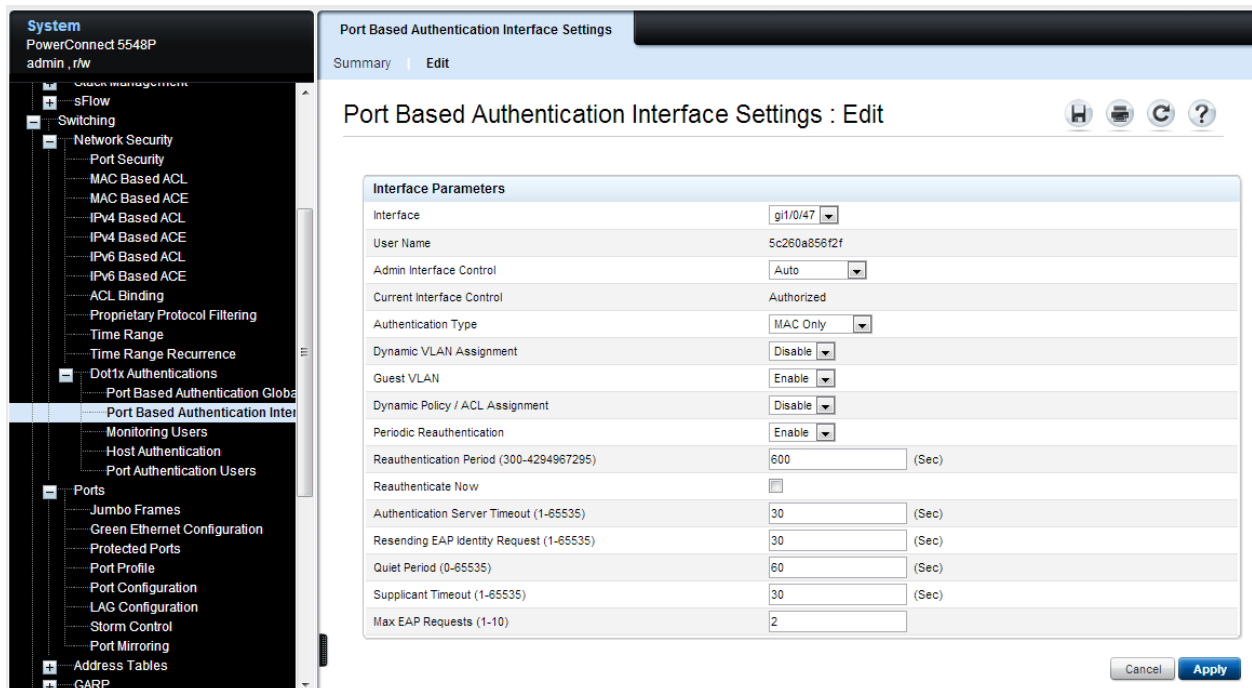 System
PowerConnect 5548P
admin , r/w
Stack Management
sFlow
Switching
Network Security
Port Security
MAC Based ACL
MAC Based ACE
IPv4 Based ACL
IPv4 Based ACE
IPv6 Based ACL
IPv6 Based ACE
ACL Binding
Proprietary Protocol Filtering
Time Range
Time Range Recurrence
Dot1x Authentications
Port Based Authentication Globa
Port Based Authentication Inter
Monitoring Users
Host Authentication
Port Authentication Users
Ports
Jumbo Frames
Green Ethernet Configuration
Protected Ports
Port Profile
Port Configuration
LAG Configuration
Storm Control
Port Mirroring
Address Tables
GARP
Port Based Authentication Interface Settings
Summary Edit
Port Based Authentication Interface Settings : Edit
Interface Parameters
Interface gi1/0/47
User Name 5c260a856f2f
Admin Interface Control Auto
Current Interface Control Authorized
Authentication Type MAC Only
Dynamic VLAN Assignment Disable
Guest VLAN Enable
Dynamic Policy / ACL Assignment Disable
Periodic Reauthentication Enable
Reauthentication Period (300-4294967295) 600 (Sec)
Reauthenticate Now
Authentication Server Timeout (1-65535) 30 (Sec)
Resending EAP Identity Request (1-65535) 30 (Sec)
Quiet Period (0-65535) 60 (Sec)
Supplicant Timeout (1-65535) 30 (Sec)
Max EAP Requests (1-10) 2
Cancel Apply